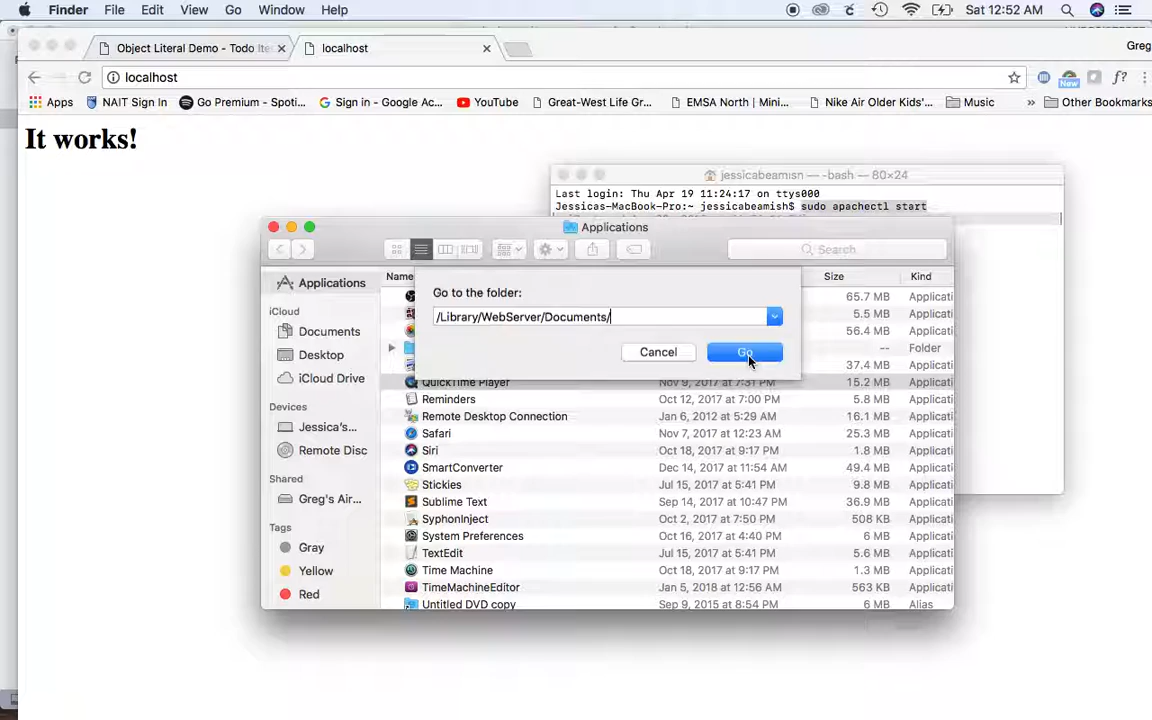 Finder File Edit View Go Window Help Sat 12:52 AM
Object Literal Demo - Todo Ite localhost Greg
localhost
Apps NAIT Sign In Go Premium - Spoti... Sign in - Google Ac... YouTube Great-West Life Gr... EMSA North | Mini... Nike Air Older Kids'... Music » Other Bookmarks
New
It works!
jessicabeamish — -bash — 80×24
Last login: Thu Apr 19 11:24:17 on ttys000
Jessicas-MacBook-Pro:~ jessicabeamish$ sudo apachectl start
Applications
Search
Applications
iCloud
Documents
Desktop
iCloud Drive
Devices
Jessica's...
Remote Disc
Shared
Greg's Air...
Tags
Gray
Yellow
Red
Name Size Kind
Go to the folder:
/Library/WebServer/Documents/
Cancel Go
65.7 MB Applicati
17.1 MB Applicati
56.4 MB Applicati
-- Folder
37.4 MB Applicati
QuickTime Player Nov 9, 2017 at 7:31 PM 15.2 MB Applicati
Reminders Oct 12, 2017 at 7:00 PM 5.8 MB Applicati
Remote Desktop Connection Jan 6, 2012 at 5:29 AM 16.1 MB Applicati
Safari Nov 7, 2017 at 12:23 AM 25.3 MB Applicati
Siri Oct 18, 2017 at 9:17 PM 1.8 MB Applicati
SmartConverter Dec 14, 2017 at 11:54 AM 49.4 MB Applicati
Stickies Jul 15, 2017 at 5:41 PM 9.8 MB Applicati
Sublime Text Sep 14, 2017 at 10:47 PM 36.9 MB Applicati
SyphonInject Oct 2, 2017 at 7:50 PM 508 KB Applicati
System Preferences Oct 16, 2017 at 4:40 PM 6 MB Applicati
TextEdit Jul 15, 2017 at 5:41 PM 5.6 MB Applicati
Time Machine Oct 18, 2017 at 9:17 PM 1.3 MB Applicati
TimeMachineEditor Jan 5, 2018 at 12:56 AM 563 KB Applicati
Untitled DVD copy Sep 9, 2015 at 8:54 PM 6 MB Alias